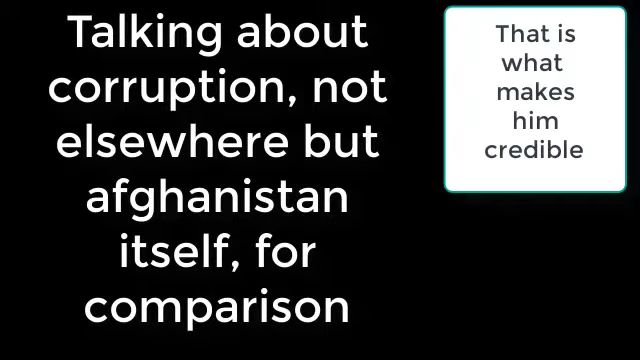 Talking about
corruption, not
elsewhere but
afghanistan
itself, for
comparison
That is
what
makes
him
credible